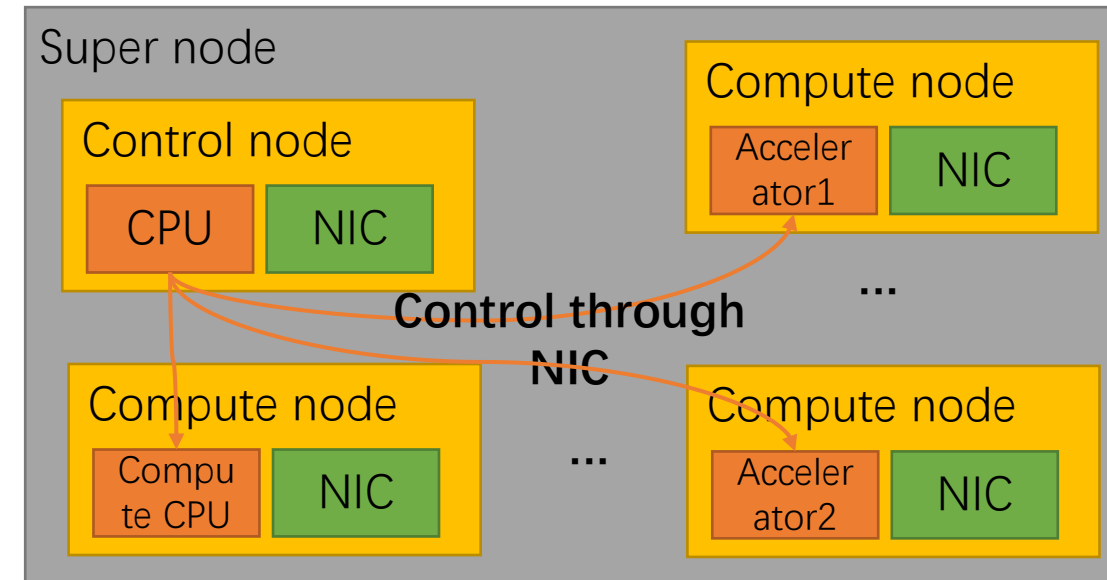 Super node
Control node
CPU
NIC
Compute node
Acceler
ator1
NIC
...
Control through
NIC
Compute node
Compu
te CPU
NIC
...
Compute node
Acceler
ator2
NIC